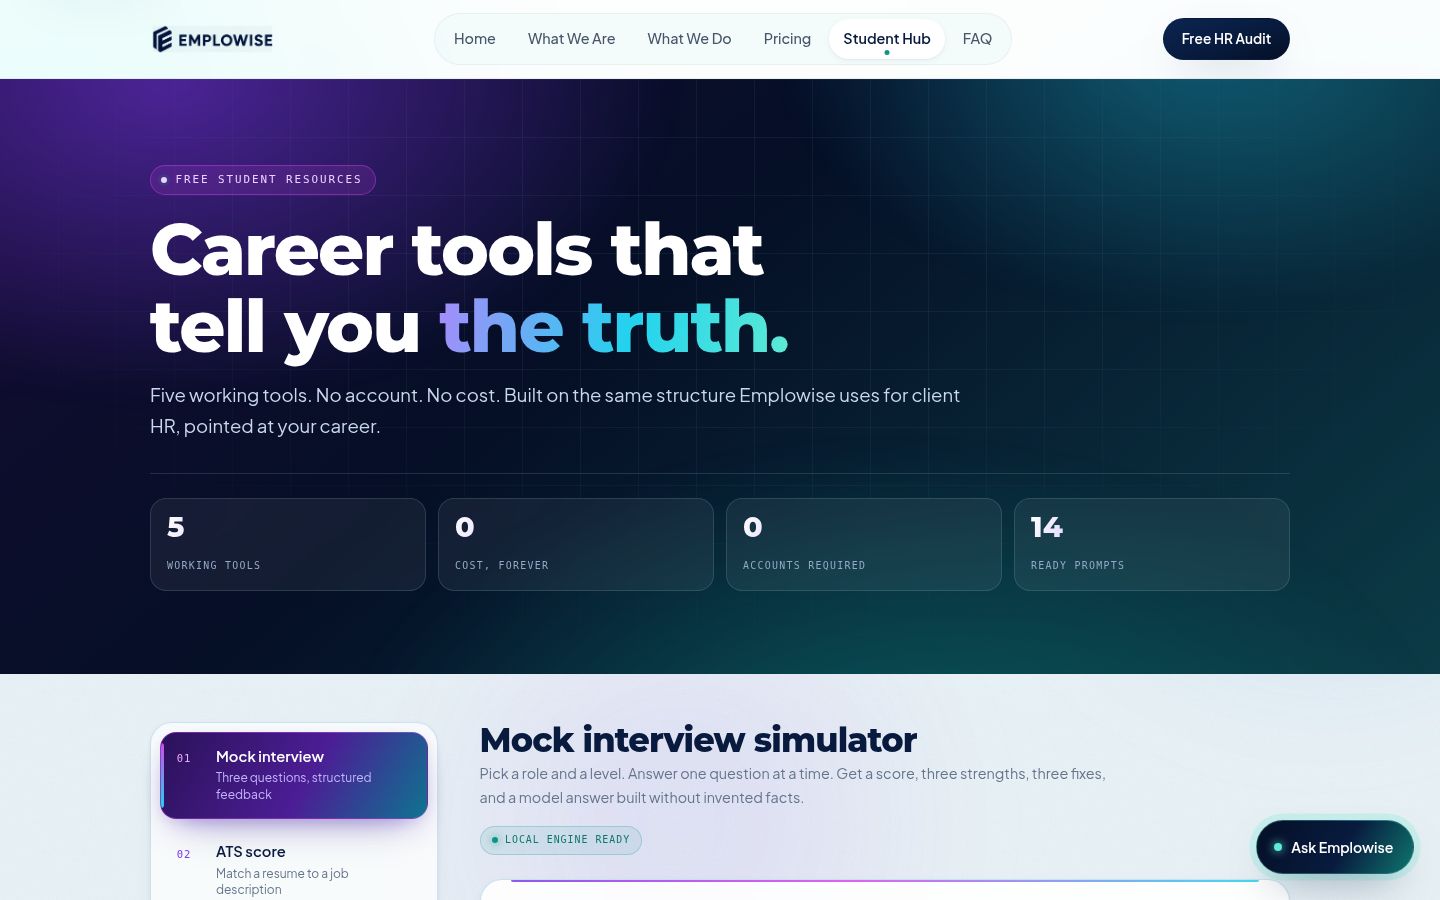 EMPLOWISE
Home
What We Are
What We Do
Pricing
Student Hub
FAQ
Free HR Audit
FREE STUDENT RESOURCES
Career tools that
tell you the truth.
Five working tools. No account. No cost. Built on the same structure Emplowise uses for client
HR, pointed at your career.
5
WORKING TOOLS
0
COST, FOREVER
0
ACCOUNTS REQUIRED
14
READY PROMPTS
01
Mock interview
Three questions, structured
feedback
02
ATS score
Match a resume to a job
description
Mock interview simulator
Pick a role and a level. Answer one question at a time. Get a score, three strengths, three fixes,
and a model answer built without invented facts.
LOCAL ENGINE READY
Ask Emplowise